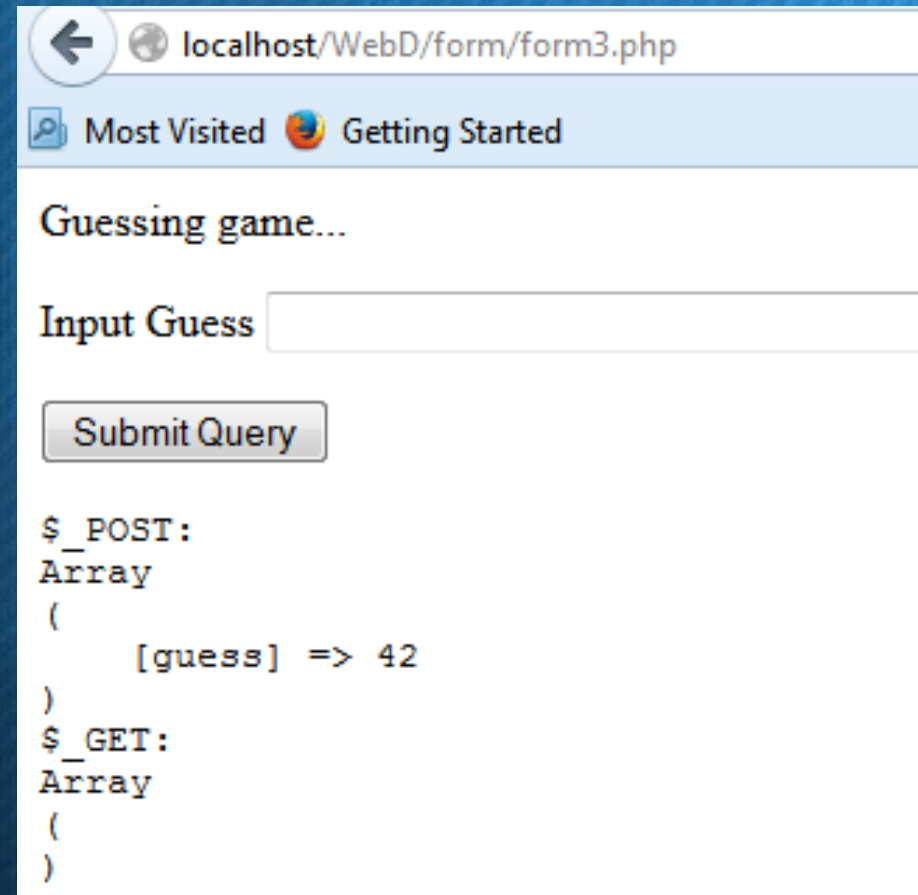 localhost/WebD/form/form3.php
Most Visited Getting Started
Guessing game...
Input Guess
Submit Query
$_POST:
Array
(
    [guess] => 42
)
$_GET:
Array
(
)